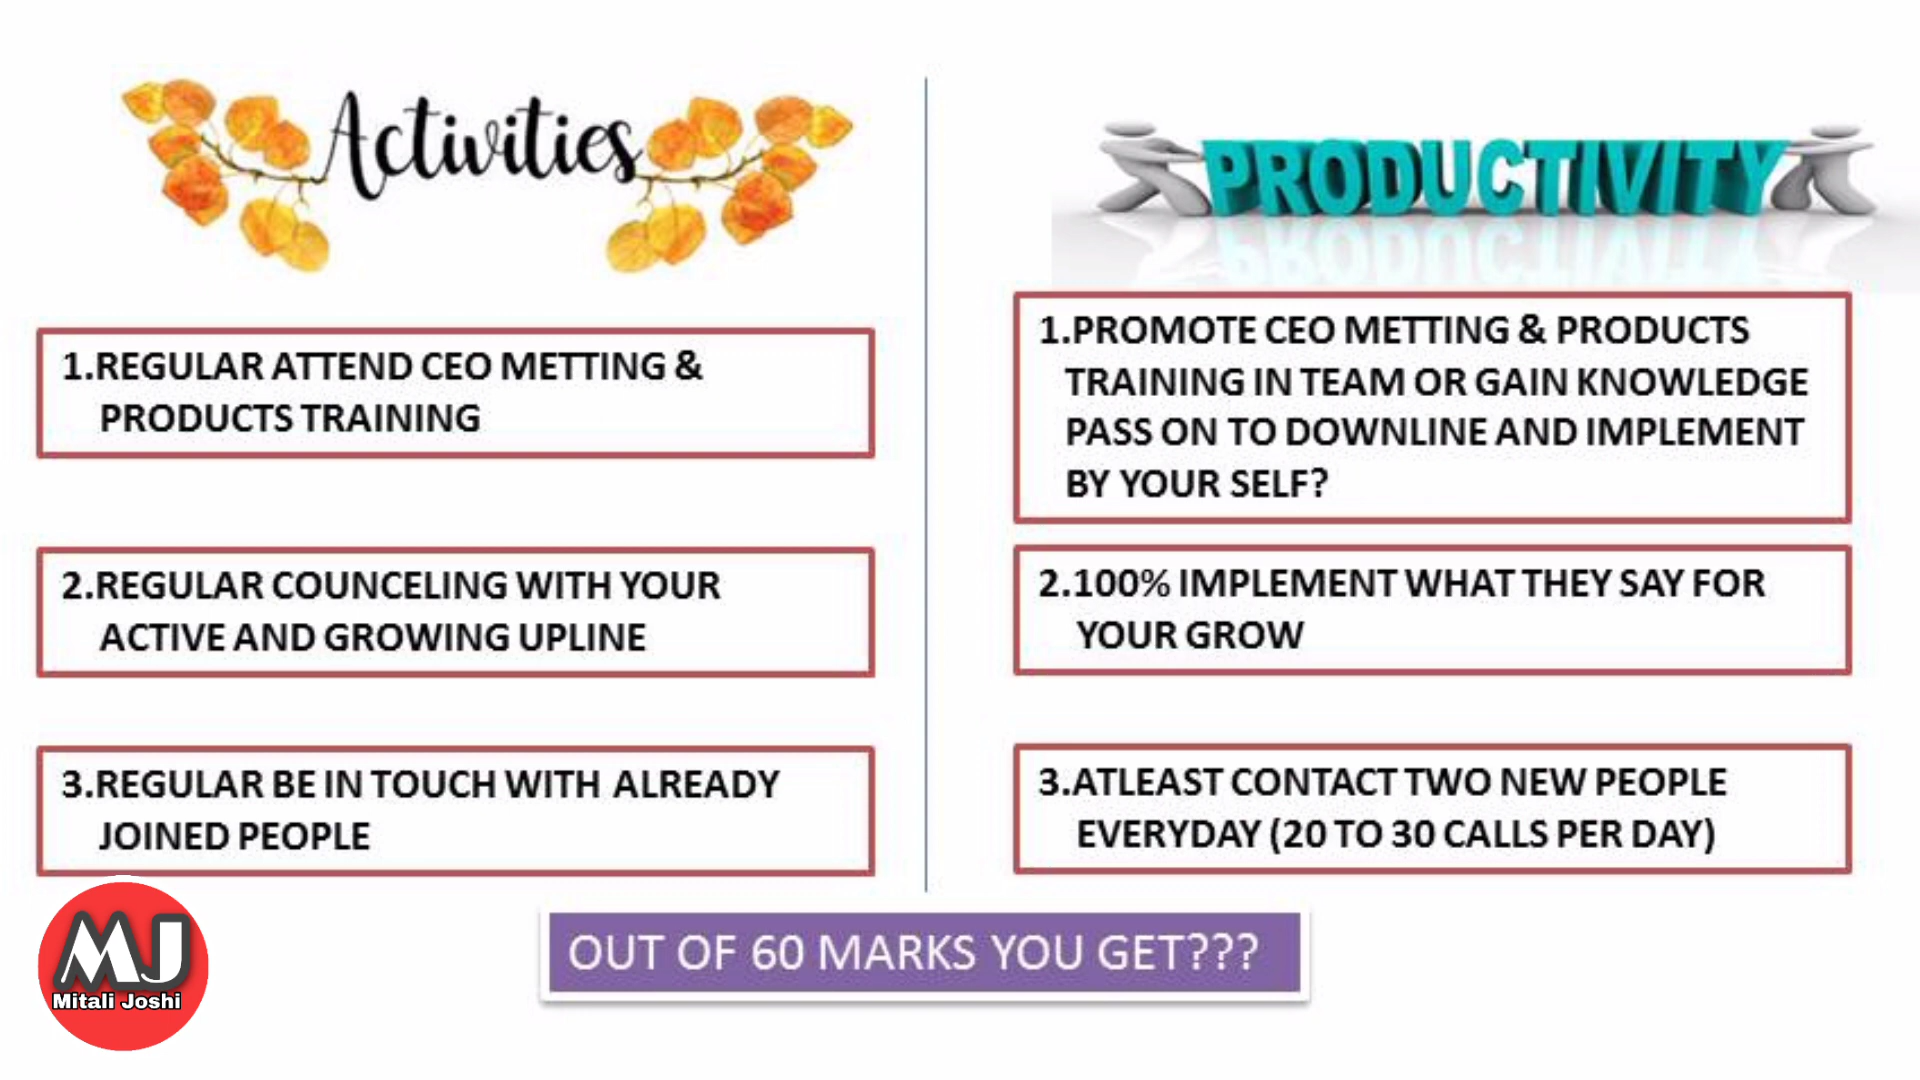 Activities
1.REGULAR ATTEND CEO METTING &
PRODUCTS TRAINING
2.REGULAR COUNCELING WITH YOUR
ACTIVE AND GROWING UPLINE
3.REGULAR BE IN TOUCH WITH ALREADY
JOINED PEOPLE
PRODUCTIVITY
1.PROMOTE CEO METTING & PRODUCTS
TRAINING IN TEAM OR GAIN KNOWLEDGE
PASS ON TO DOWNLINE AND IMPLEMENT
BY YOUR SELF?
2.100% IMPLEMENT WHAT THEY SAY FOR
YOUR GROW
3.ATLEAST CONTACT TWO NEW PEOPLE
EVERYDAY (20 TO 30 CALLS PER DAY)
OUT OF 60 MARKS YOU GET???
MJ
Mitali Joshi